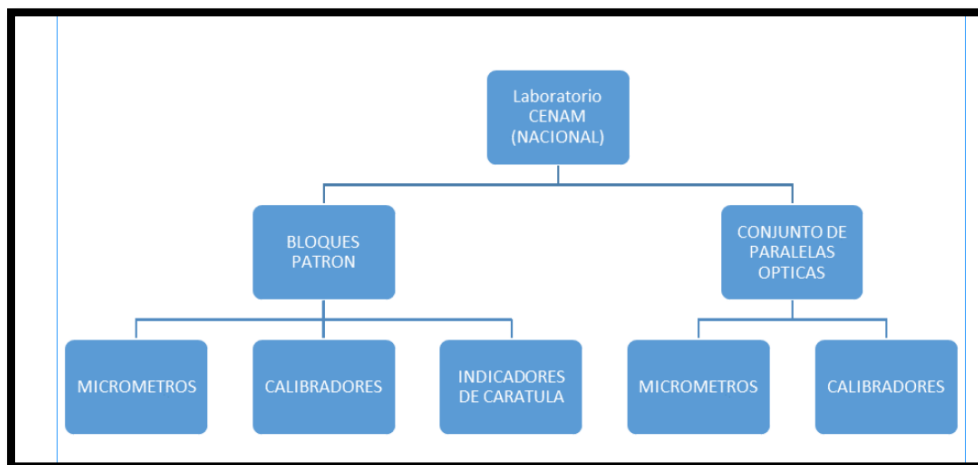 Laboratorio
CENAM
(NACIONAL)
BLOQUES
PATRON
CONJUNTO DE
PARALELAS
OPTICAS
MICROMETROS
CALIBRADORES
INDICADORES
DE CARATULA
MICROMETROS
CALIBRADORES